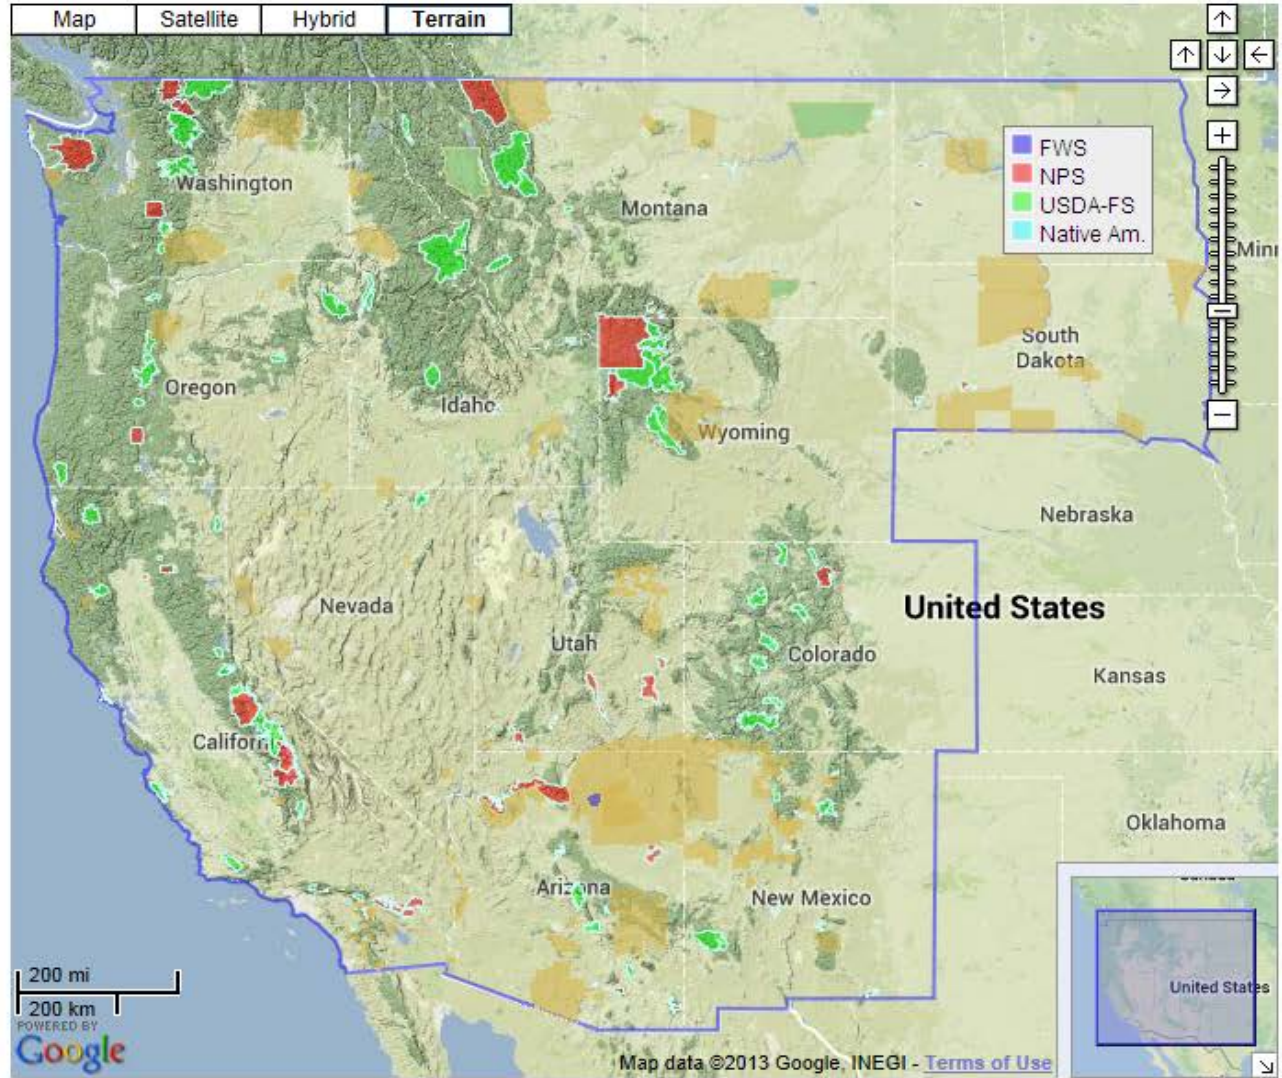 Map Satellite Hybrid Terrain
FWS
NPS
USDA-FS
Native Am.
Washington
Montana
Minn
Oregon
Idaho
South
Dakota
Wyoming
Nebraska
Nevada
United States
Utah
Colorado
Kansas
Californ
Oklahoma
Arizona
New Mexico
200 mi
200 km
POWERED BY
Google
United States
Map data ©2013 Google, INEGI - Terms of Use